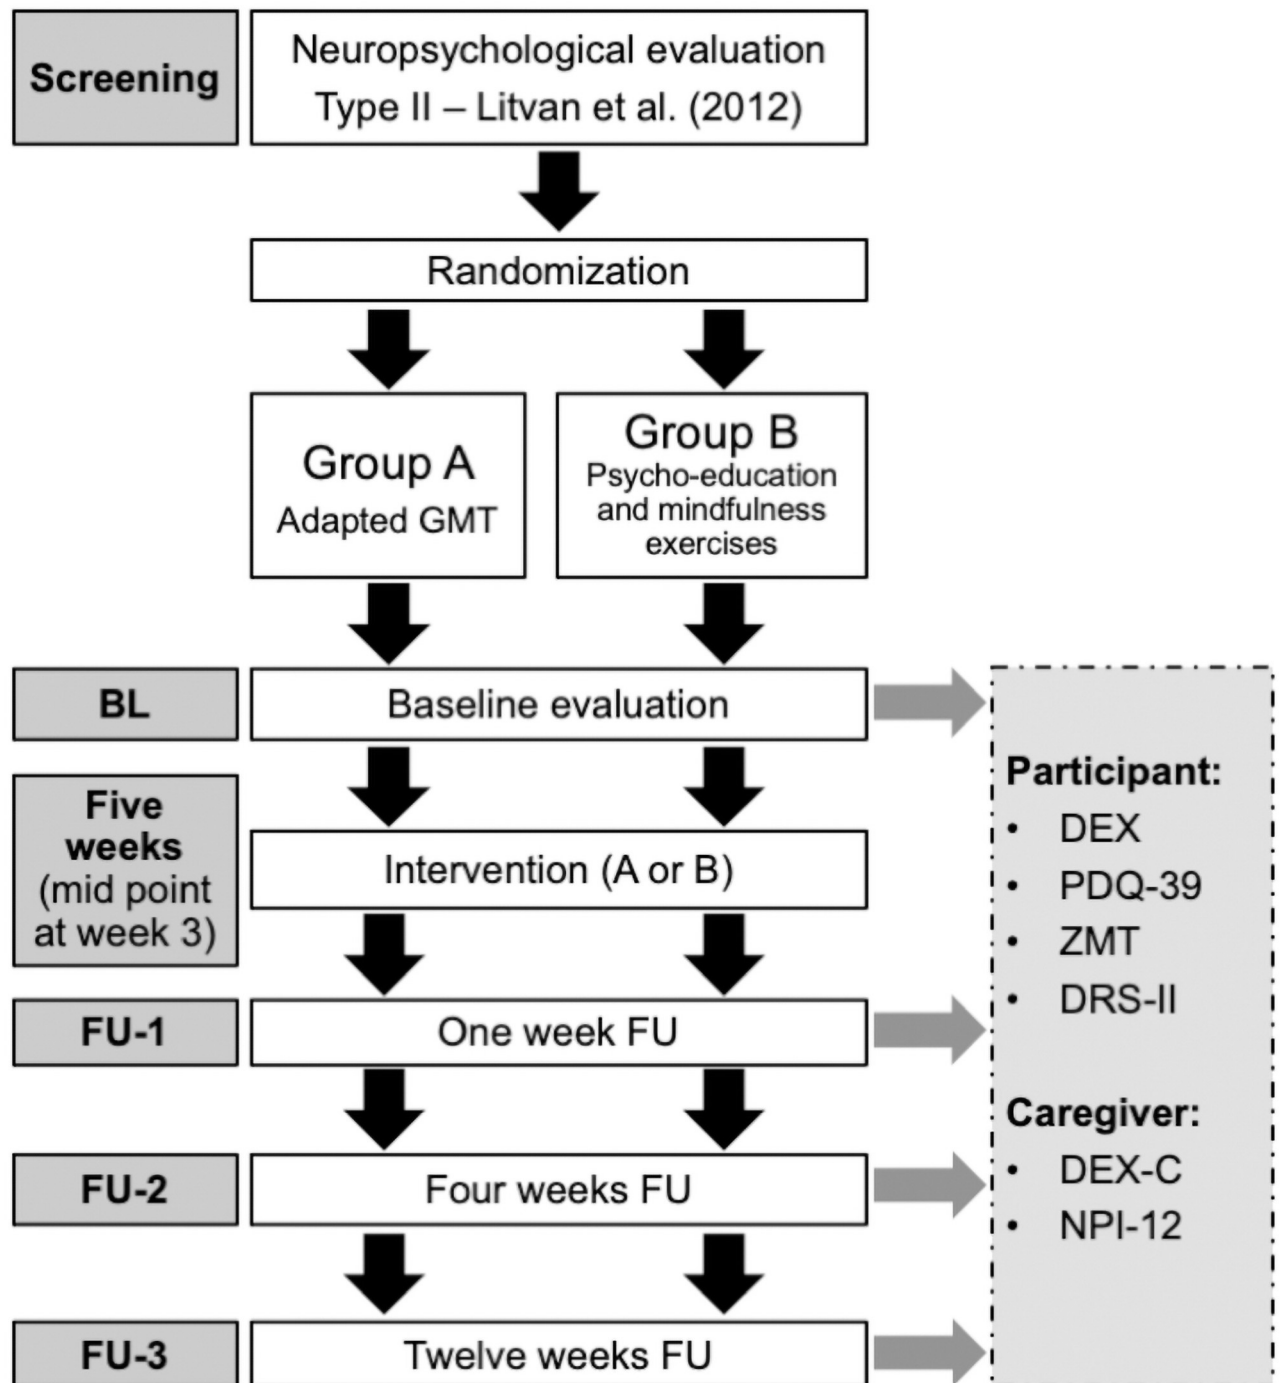 Screening
Neuropsychological evaluation
Type II – Litvan et al. (2012)
Randomization
Group A
Adapted GMT
Group B
Psycho-education
and mindfulness
exercises
BL
Baseline evaluation
Five
weeks
(mid point
at week 3)
Intervention (A or B)
FU-1
One week FU
FU-2
Four weeks FU
FU-3
Twelve weeks FU
Participant:
• DEX
• PDQ-39
• ZMT
• DRS-II
Caregiver:
• DEX-C
• NPI-12